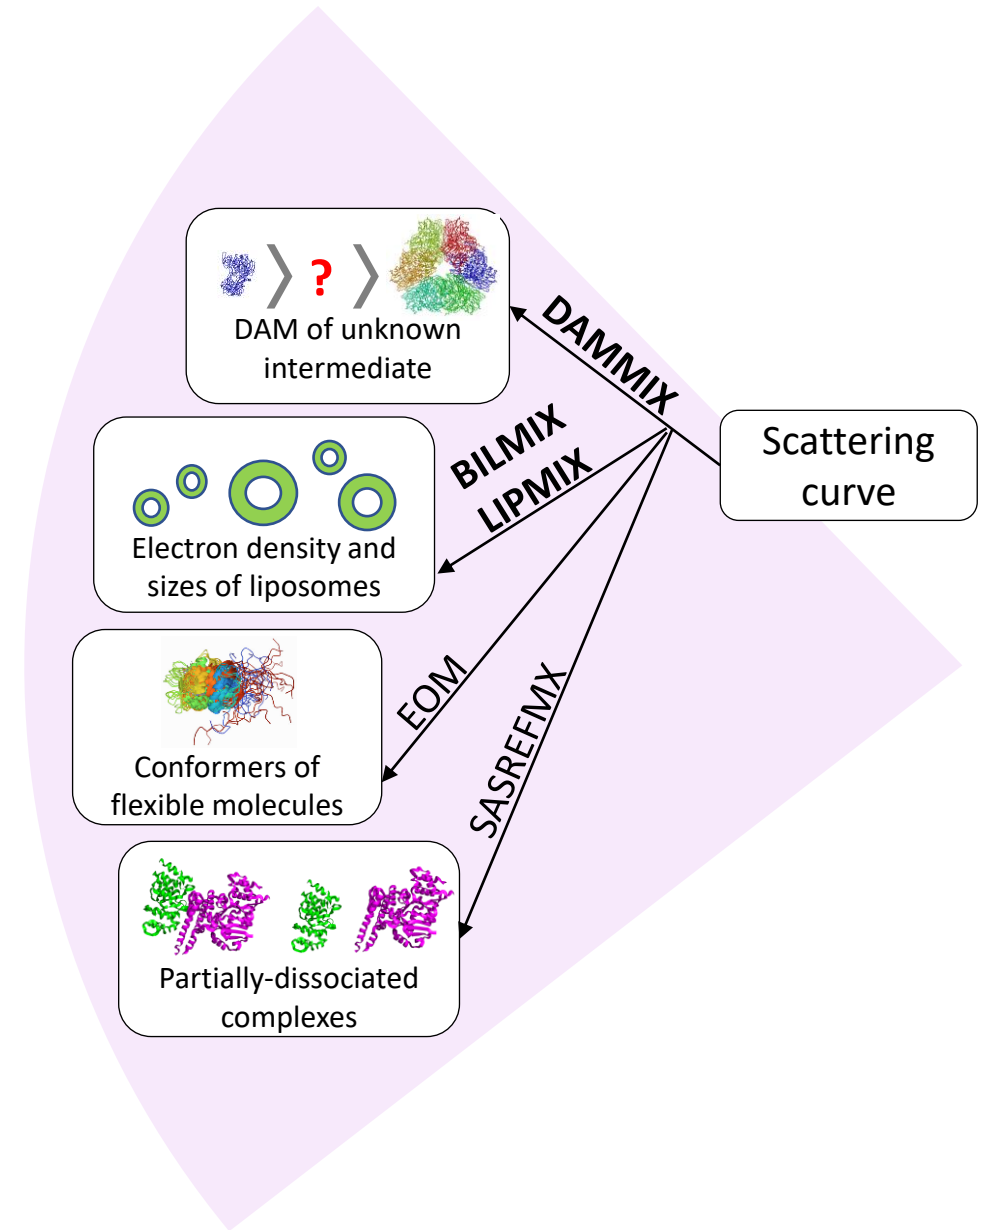 ?
DAM of unknown
intermediate
DAMMIX
Scattering
curve
BILMIX
LIPMIX
Electron density and
sizes of liposomes
EOM
Conformers of
flexible molecules
SASREFMX
Partially-dissociated
complexes